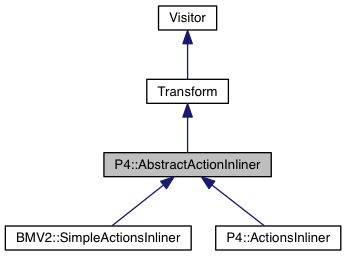 Visitor
Transform
P4::AbstractActionInliner
BMV2::SimpleActionsInliner
P4::ActionsInliner